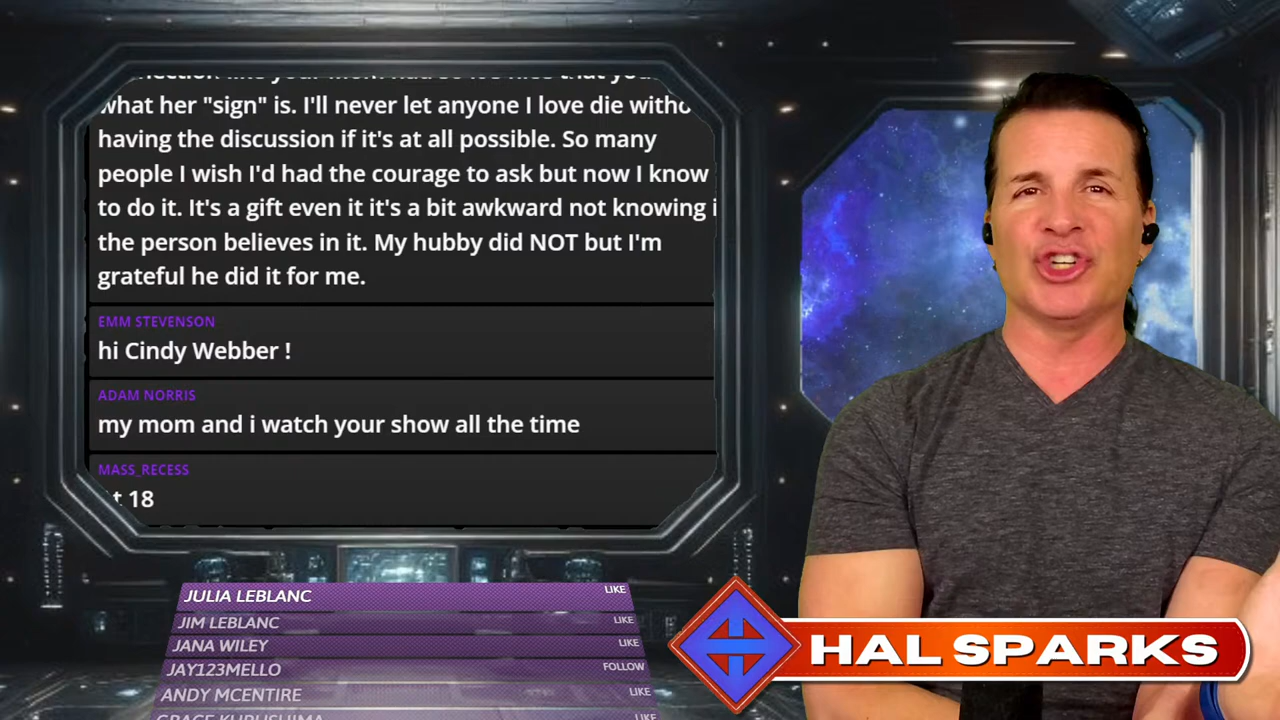 what her "sign" is. I'll never let anyone I love die witho
having the discussion if it's at all possible. So many
people I wish I'd had the courage to ask but now I know
to do it. It's a gift even it it's a bit awkward not knowing i
the person believes in it. My hubby did NOT but I'm
grateful he did it for me.
EMM STEVENSON
hi Cindy Webber !
ADAM NORRIS
my mom and i watch your show all the time
MASS_RECESS
t 18
JULIA LEBLANC LIKE
JIM LEBLANC LIKE
JANA WILEY LIKE
JAY123MELLO FOLLOW
ANDY MCENTIRE LIKE
GRACE KURUSHIMA LIKE
HAL SPARKS